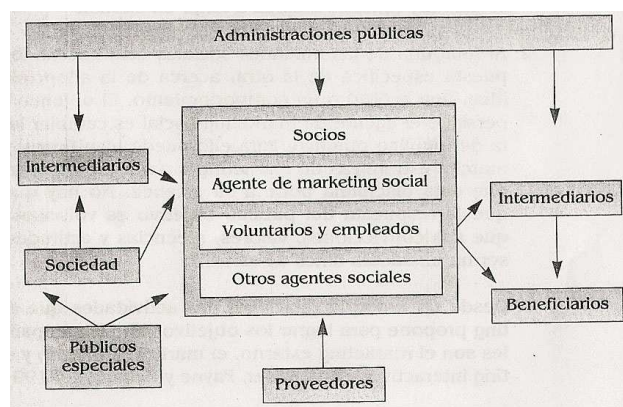 Administraciones públicas
Socios
Intermediarios
Agente de marketing social
Intermediarios
Voluntarios y empleados
Sociedad
Otros agentes sociales
Beneficiarios
Públicos
especiales
Proveedores